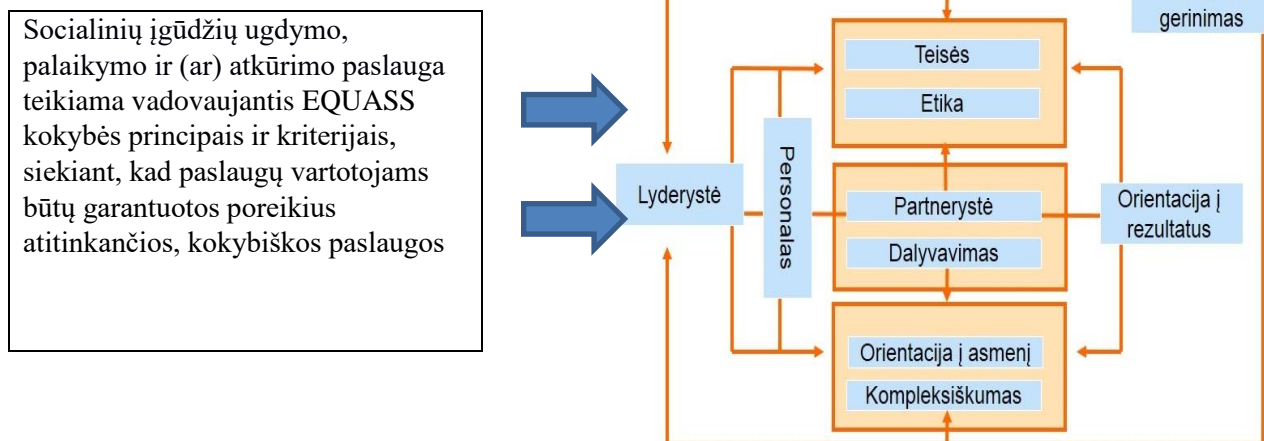 Socialinių įgūdžių ugdymo,
palaikymo ir (ar) atkūrimo paslauga
teikiama vadovaujantis EQUASS
kokybės principais ir kriterijais,
siekiant, kad paslaugų vartotojams
būtų garantuotos poreikius
atitinkančios, kokybiškos paslaugos
gerinimas
Teisės
Etika
Personalas
Lyderystė
Partnerystė
Dalyvavimas
Orientacija į
rezultatus
Orientacija į asmenį
Kompleksiškumas